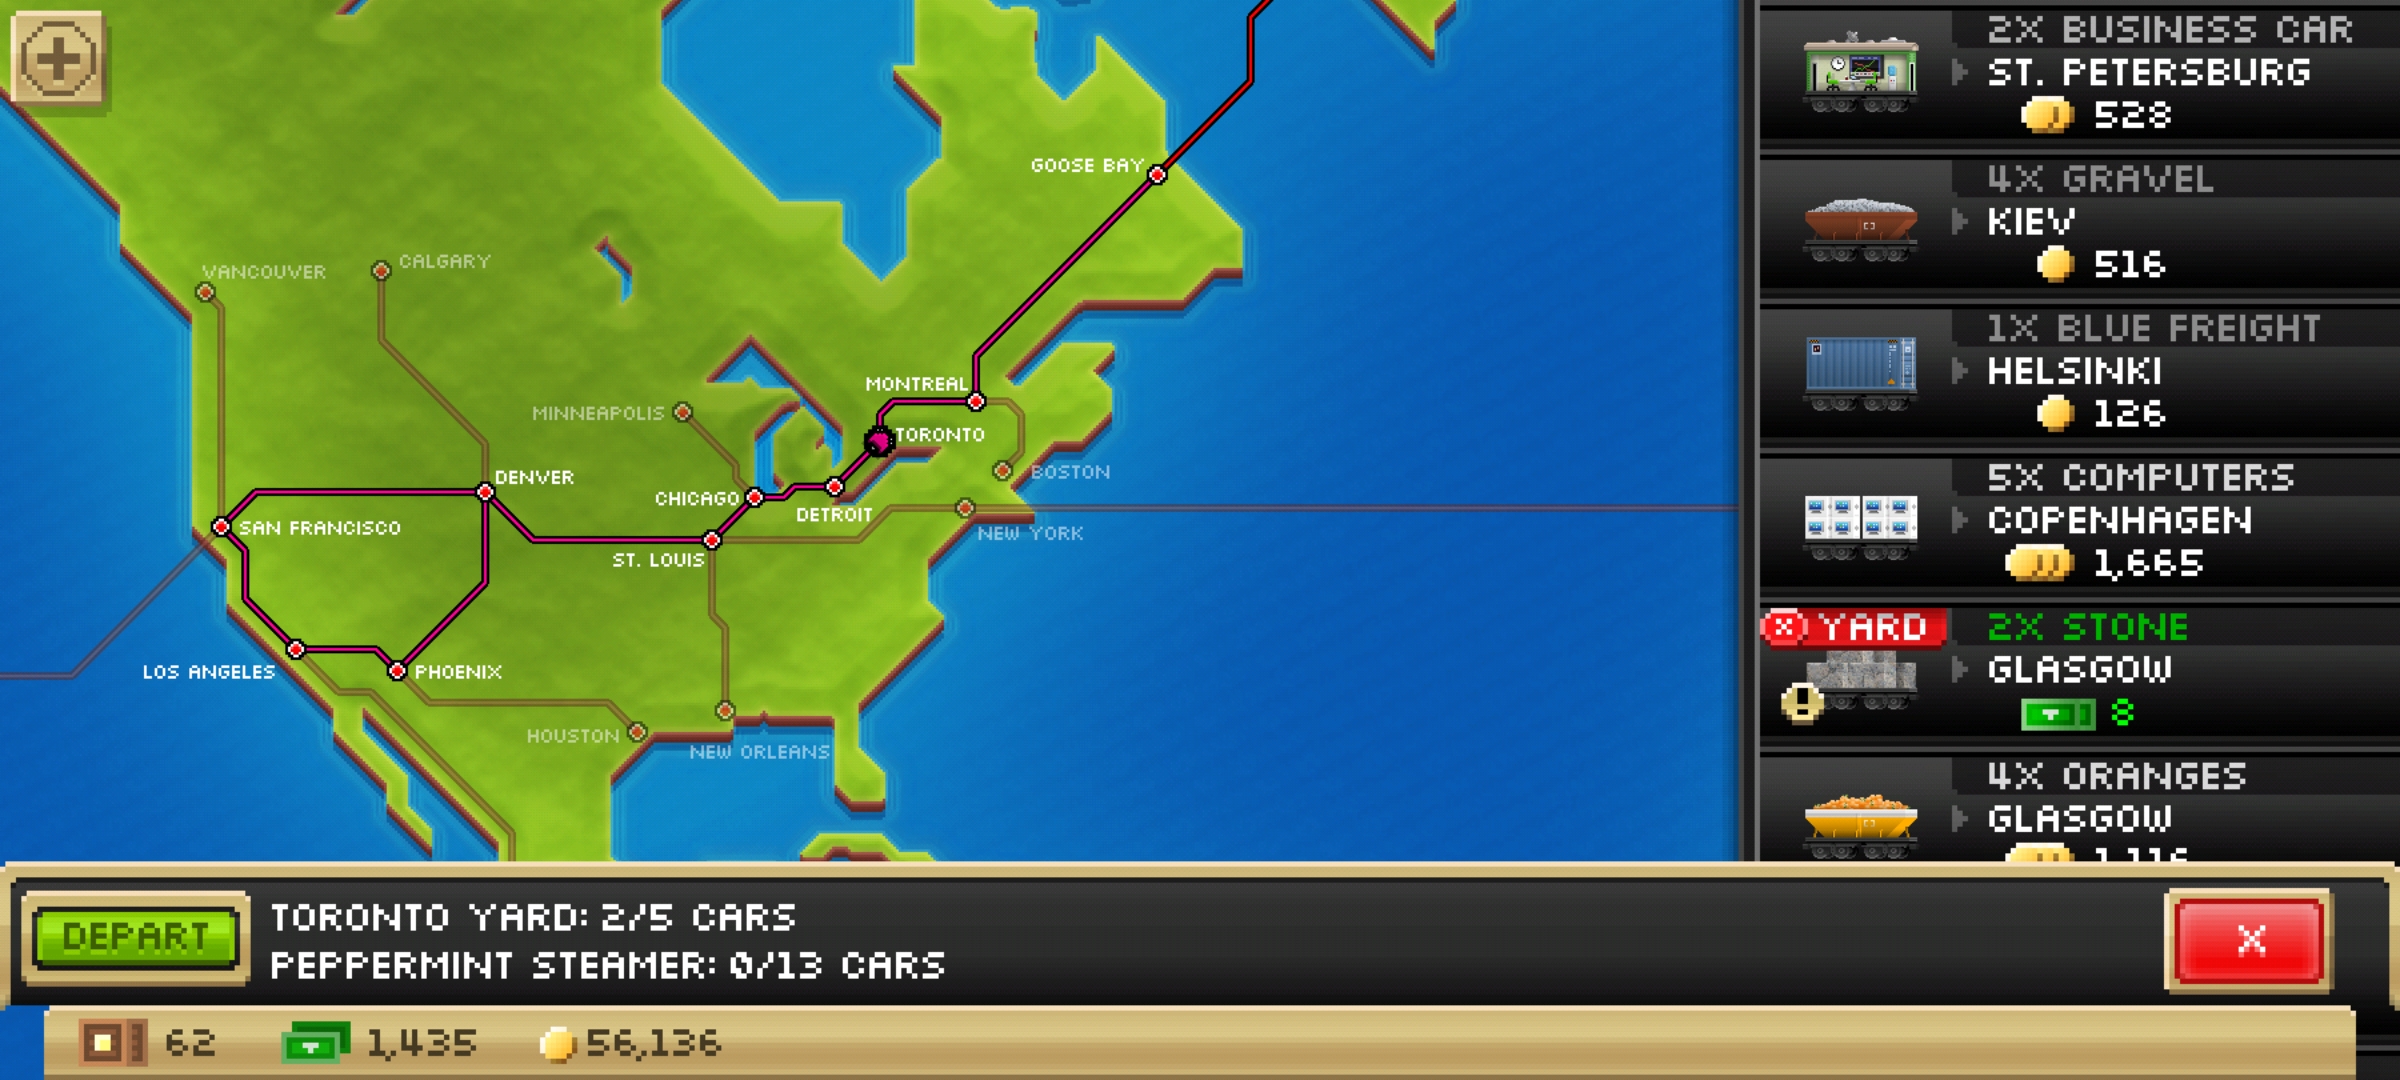 GOOSE BAY
VANCOUVER
CALGARY
MINNEAPOLIS
MONTREAL
TORONTO
BOSTON
DENVER
CHICAGO
DETROIT
NEW YORK
SAN FRANCISCO
ST. LOUIS
LOS ANGELES
PHOENIX
HOUSTON
NEW ORLEANS
2X BUSINESS CAR
ST. PETERSBURG
528
4X GRAVEL
KIEV
516
1X BLUE FREIGHT
HELSINKI
126
5X COMPUTERS
COPENHAGEN
1,665
YARD
2X STONE
GLASGOW
8
4X ORANGES
GLASGOW
1,116
DEPART
TORONTO YARD: 2/5 CARS
PEPPERMINT STEAMER: 0/13 CARS
X
62
1,435
56,136